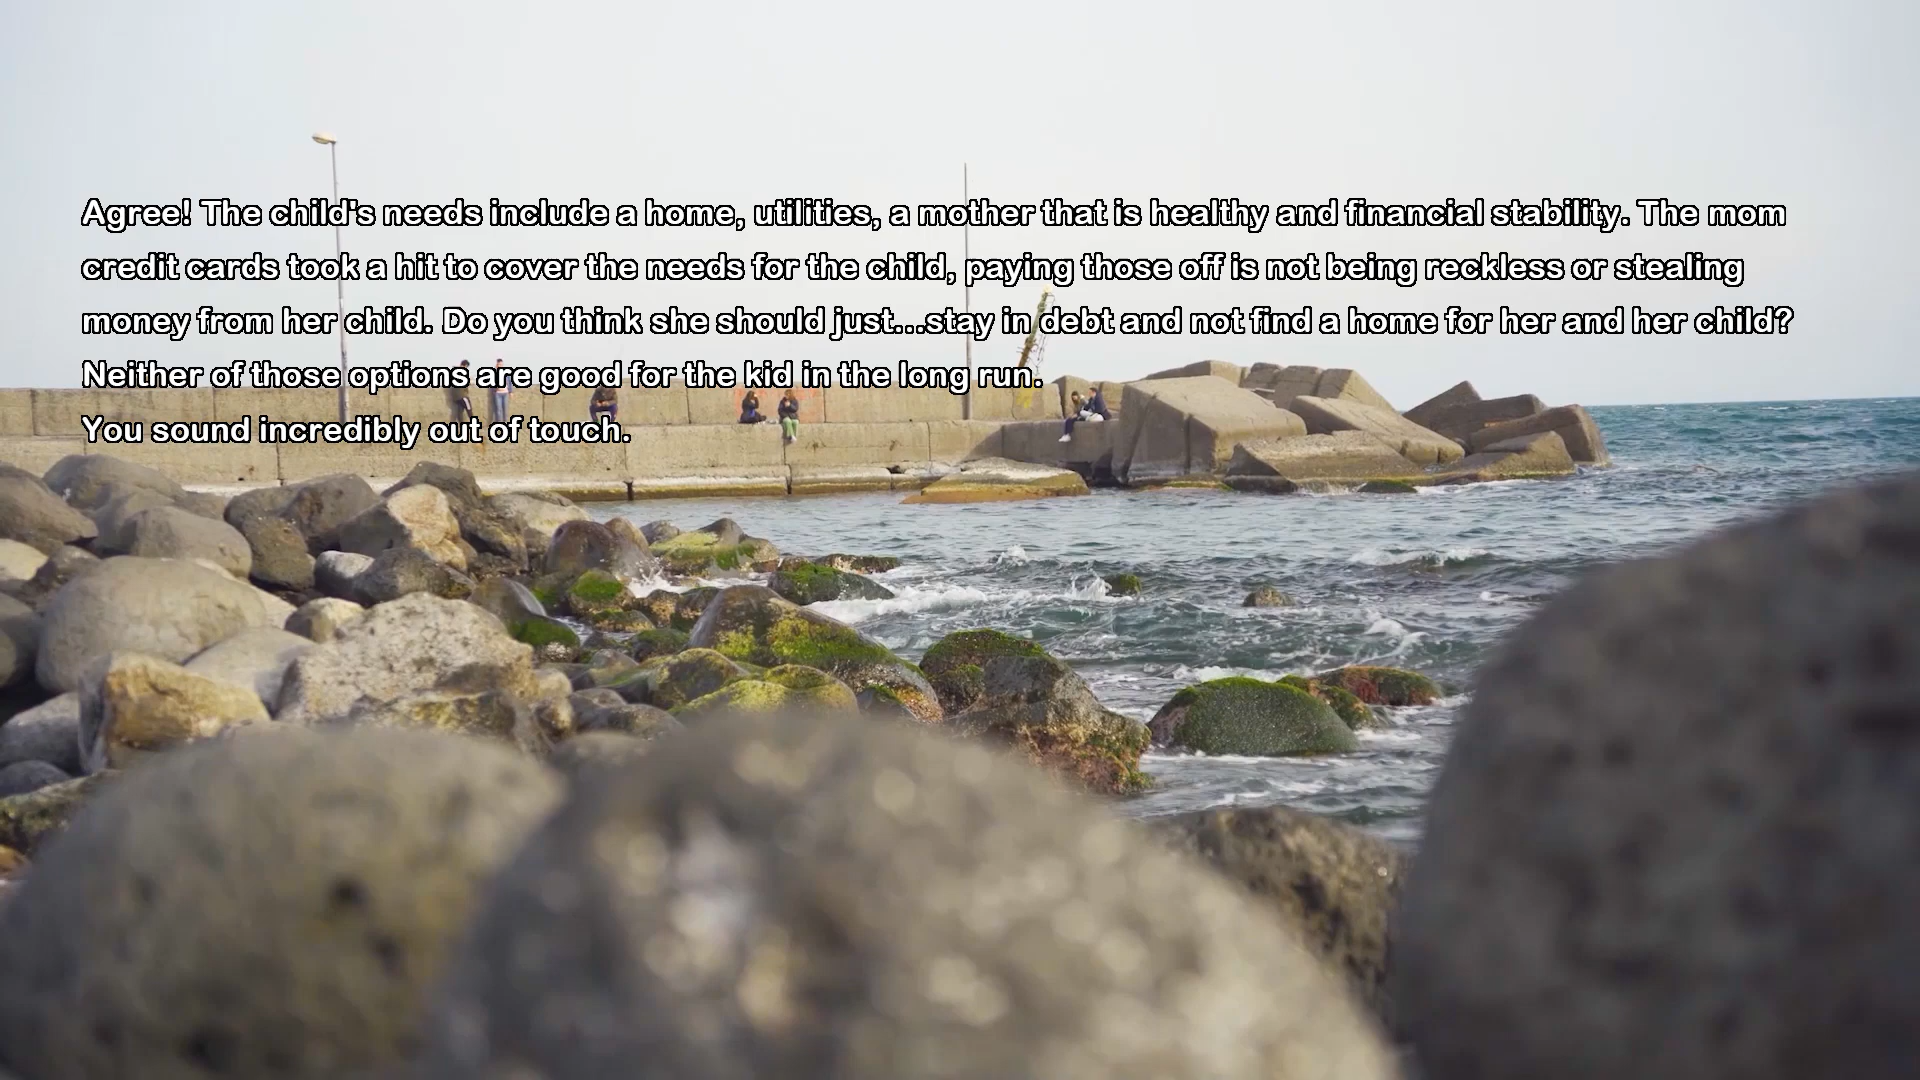 Agree! The child's needs include a home, utilities, a mother that is healthy and financial stability. The mom
credit cards took a hit to cover the needs for the child, paying those off is not being reckless or stealing
money from her child. Do you think she should just...stay in debt and not find a home for her and her child?
Neither of those options are good for the kid in the long run.
You sound incredibly out of touch.